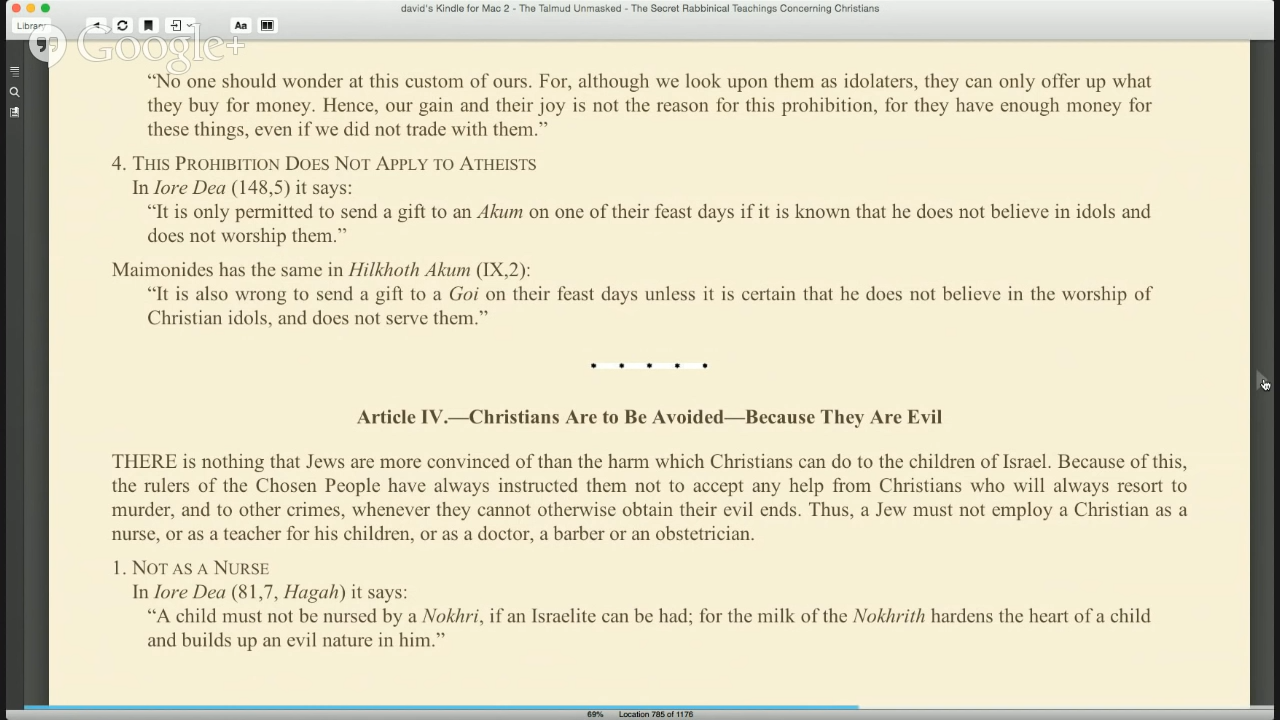 david's Kindle for Mac 2 - The Talmud Unmasked - The Secret Rabbinical Teachings Concerning Christians
Library
Aa
Google+
“No one should wonder at this custom of ours. For, although we look upon them as idolaters, they can only offer up what
they buy for money. Hence, our gain and their joy is not the reason for this prohibition, for they have enough money for
these things, even if we did not trade with them.”
4. THIS PROHIBITION DOES NOT APPLY TO ATHEISTS
In Iore Dea (148,5) it says:
“It is only permitted to send a gift to an Akum on one of their feast days if it is known that he does not believe in idols and
does not worship them.”
Maimonides has the same in Hilkhoth Akum (IX,2):
“It is also wrong to send a gift to a Goi on their feast days unless it is certain that he does not believe in the worship of
Christian idols, and does not serve them.”
Article IV.—Christians Are to Be Avoided—Because They Are Evil
THERE is nothing that Jews are more convinced of than the harm which Christians can do to the children of Israel. Because of this,
the rulers of the Chosen People have always instructed them not to accept any help from Christians who will always resort to
murder, and to other crimes, whenever they cannot otherwise obtain their evil ends. Thus, a Jew must not employ a Christian as a
nurse, or as a teacher for his children, or as a doctor, a barber or an obstetrician.
1. NOT AS A NURSE
In Iore Dea (81,7, Hagah) it says:
“A child must not be nursed by a Nokhri, if an Israelite can be had; for the milk of the Nokhrith hardens the heart of a child
and builds up an evil nature in him.”
69% Location 785 of 1176